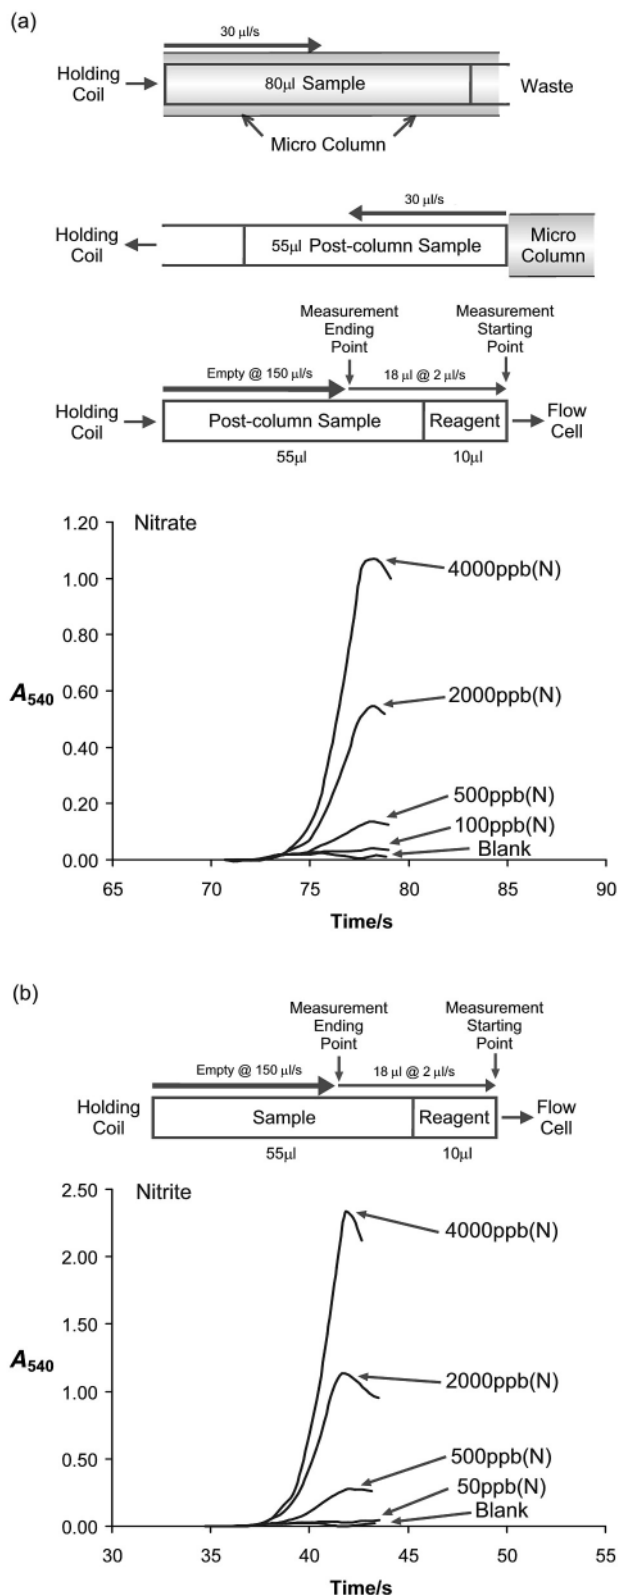 (a)
30 µl/s
Holding
Coil
80µl Sample
Waste
Micro Column
30 µl/s
Holding
Coil
55µl Post-column Sample
Micro
Column
Measurement
Ending
Point
Measurement
Starting
Point
Empty @ 150 µl/s
18 µl @ 2 µl/s
Holding
Coil
Post-column Sample
Reagent
Flow
Cell
55µl
10µl
Nitrate
1.20
1.00
0.80
0.60
0.40
0.20
0.00
A540
4000ppb(N)
2000ppb(N)
500ppb(N)
100ppb(N)
Blank
65 70 75 80 85 90
Time/s
(b)
Measurement
Ending
Point
Measurement
Starting
Point
Empty @ 150 µl/s
18 µl @ 2 µl/s
Holding
Coil
Sample
Reagent
Flow
Cell
55µl
10µl
Nitrite
2.50
2.00
1.50
1.00
0.50
0.00
A540
4000ppb(N)
2000ppb(N)
500ppb(N)
50ppb(N)
Blank
30 35 40 45 50 55
Time/s